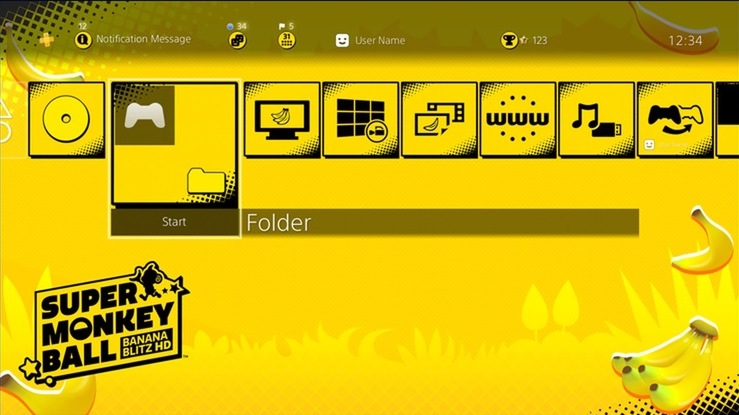 12
34
5
31
Notification Message
User Name
123
12:34
www
Start
Folder
SUPER
MONKEY
BALL
BANANA
BLITZ HD
™